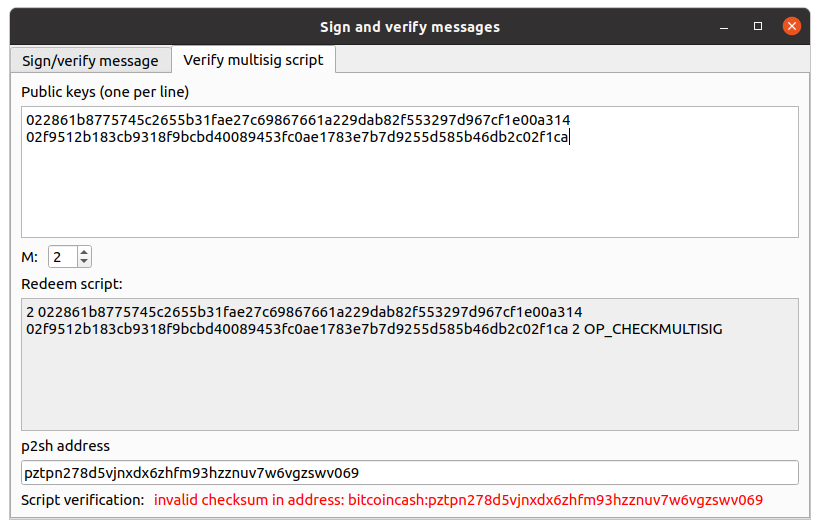 Sign and verify messages
Sign/verify message
Verify multisig script
Public keys (one per line)
022861b8775745c2655b31fae27c69867661a229dab82f553297d967cf1e00a314
02f9512b183cb9318f9bcbd40089453fc0ae1783e7b7d9255d585b46db2c02f1ca
M: 2
Redeem script:
2 022861b8775745c2655b31fae27c69867661a229dab82f553297d967cf1e00a314
02f9512b183cb9318f9bcbd40089453fc0ae1783e7b7d9255d585b46db2c02f1ca 2 OP_CHECKMULTISIG
p2sh address
pztpn278d5vjnxdx6zhfm93hzznuv7w6vgzswv069
Script verification: invalid checksum in address: bitcoincash:pztpn278d5vjnxdx6zhfm93hzznuv7w6vgzswv069